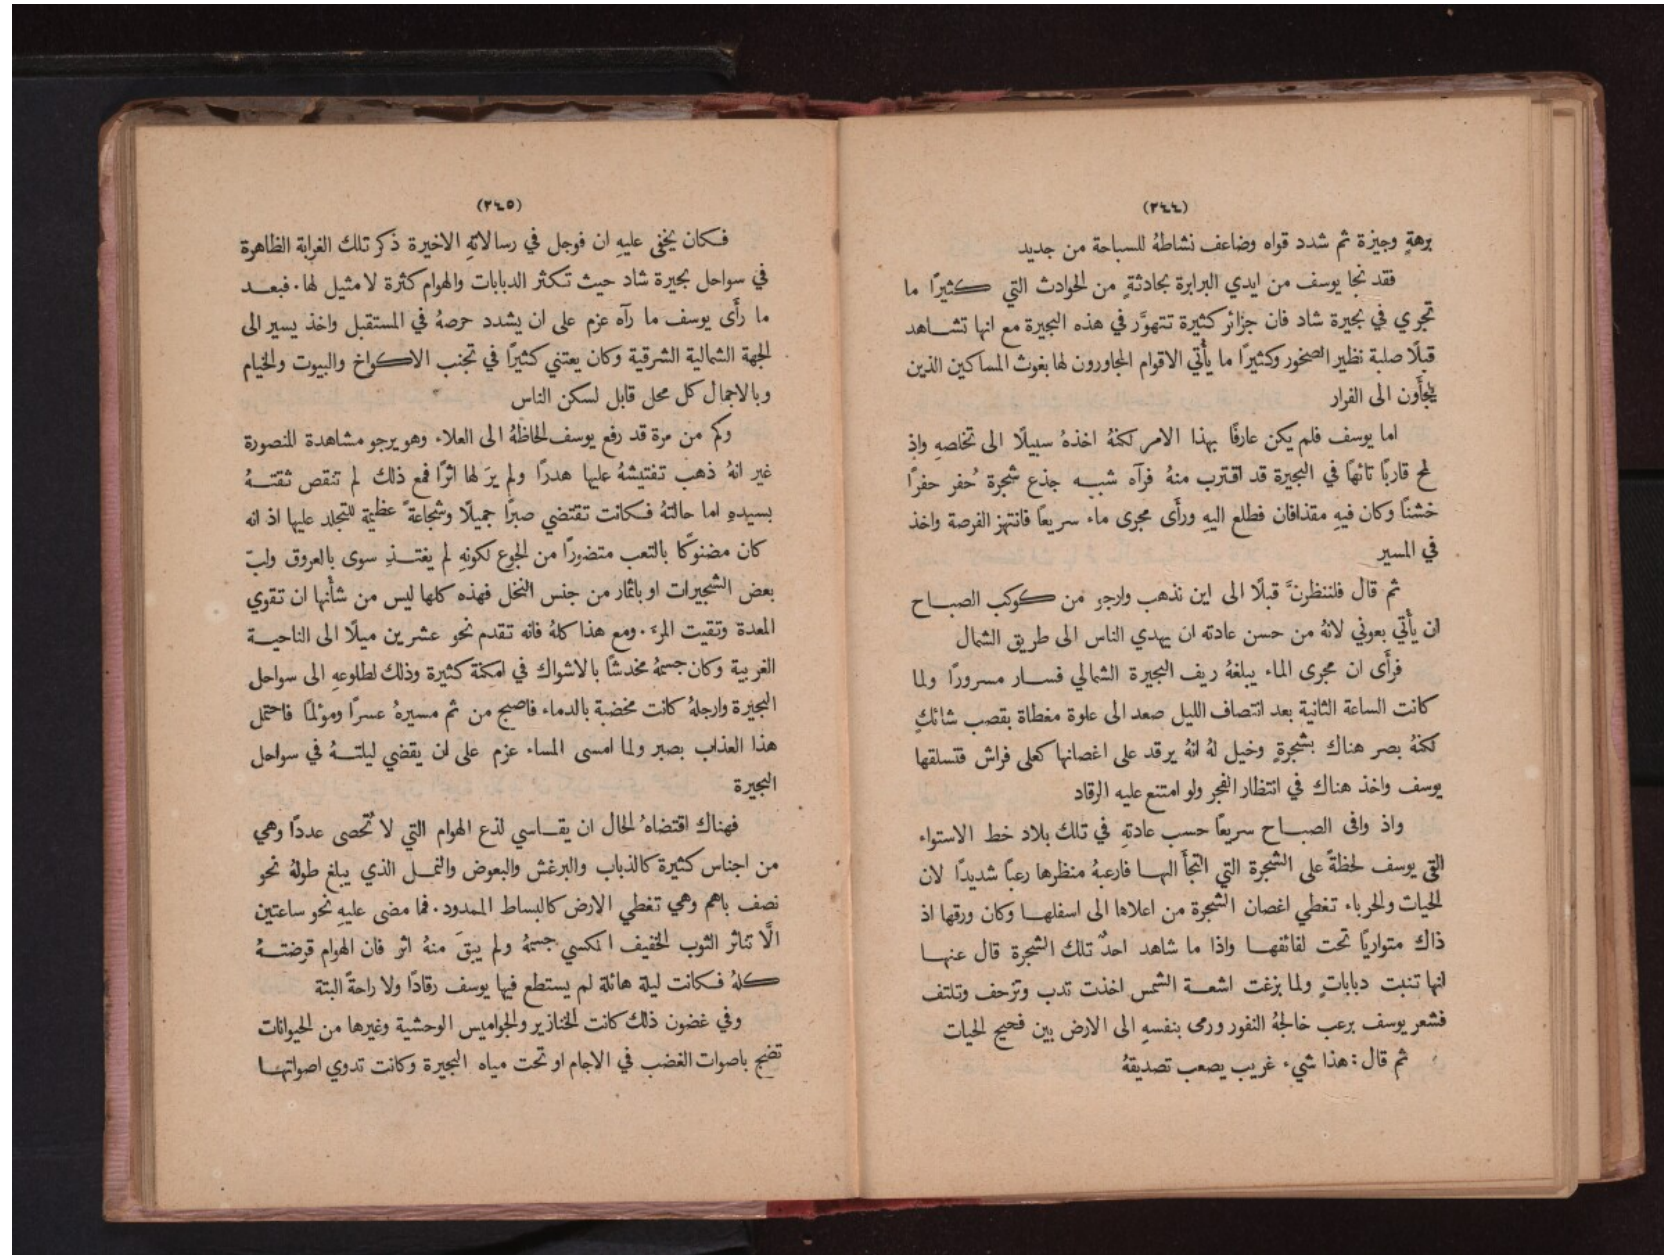 (٢٤٤)
برهةٍ وجيزة ثم شدد قواه وضاعف نشاطهُ للسباحة من جديد
فقد نجا يوسف من ايدي البرابرة بحادثةٍ من الحوادث التي كثيرًا ما
تجري في بحيرة شاد فان جزائر كثيرة تتهوَّر في هذه البحيرة مع انها تشاهد
قبلًا صلبة نظير الصخور وكثيرًا ما يأتي الاقوام المجاورون لها بغوث المساكين الذين
يلجأون الى الفرار
اما يوسف فلم يكن عارفًا بهذا الامر لكنهُ اخذهُ سبيلًا الى تخلصهِ واذ
لمح قاربًا تائهًا في البحيرة قد اقترب منهُ فرآه شبه جذع شجرة حُفر حفرًا
خشنًا وكان فيهِ مقذافان فطلع اليهِ ورأى مجرى ماء سريعًا فانتهز الفرصة واخذ
في المسير
ثم قال فلننظرنَّ قبلًا الى اين نذهب وارجو من كوكب الصباح
ان يأتي بعوني لانهُ من حسن عادته ان يهدي الناس الى طريق الشمال
فرأى ان مجرى الماء يبلغهُ ريف البحيرة الشمالي فسار مسرورًا ولما
كانت الساعة الثانية بعد انتصاف الليل صعد الى علوة مغطاة بقصب شائكٍ
لكنهُ بصر هناك بشجرةٍ وخيل لهُ انهُ يرقد على اغصانها كعلى فراش فتسلقها
يوسف واخذ هناك في انتظار الفجر ولو امتنع عليه الرقاد
واذ وافى الصباح سريعًا حسب عادتهِ في تلك بلاد خط الاستواء
القى يوسف لحظةً على الشجرة التي التجأ اليها فارعبهُ منظرها رعبًا شديدًا لان
الحيات والحرباء تغطي اغصان الشجرة من اعلاها الى اسفلها وكان ورقها اذ
ذاك متواريًا تحت لفائفها واذا ما شاهد احدٌ تلك الشجرة قال عنها
انها تنبت دباباتٍ ولما بزغت اشعة الشمس اخذت تدب وتزحف وتلتف
فشعر يوسف برعب خالجهُ النفور ورمى بنفسهِ الى الارض بين فحيح الحيات
ثم قال : هذا شيء غريب يصعب تصديقهُ
(٢٤٥)
فكان يخفى عليهِ ان فوجل في رسالاتهِ الاخيرة ذكر تلك الغرابة الظاهرة
في سواحل بحيرة شاد حيث تكثر الدبابات والهوام كثرة لا مثيل لها . فبعد
ما رأى يوسف ما رآه عزم على ان يشدد حرصهُ في المستقبل واخذ يسير الى
الجهة الشمالية الشرقية وكان يعتني كثيرًا في تجنب الاكواخ والبيوت والخيام
وبالاجمال كل محل قابل لسكن الناس
وكم من مرة قد رفع يوسف الحاظهُ الى العلاء وهو يرجو مشاهدة المنصورة
غير انهُ ذهب تفتيشهُ عليها هدرًا ولم يرَ لها اثرًا فمع ذلك لم تنقص ثقتهُ
بسيدهِ اما حالتهُ فكانت تقتضي صبرًا جميلًا وشجاعةً عظيمة للتجلد عليها اذ انه
كان مضنوكًا بالتعب متضورًا من الجوع لكونهِ لم يغتذِ سوى بالعروق ولبّ
بعض الشجيرات او باثمار من جنس النخل فهذه كلها ليس من شأنها ان تقوي
المعدة وتقيت المرَء . ومع هذا كلهُ فانه تقدم نحو عشرين ميلًا الى الناحية
الغربية وكان جسمهُ مخدشًا بالاشواك في امكنة كثيرة وذلك لطلوعهِ الى سواحل
البحيرة وارجلهُ كانت مخضبة بالدماء فاصبح من ثم مسيرهُ عسرًا ومؤلمًا فاحتمل
هذا العذاب بصبر ولما امسى المساء عزم على ان يقضي ليلتهُ في سواحل
البحيرة
فهناك اقتضاهُ الحال ان يقاسي لذع الهوام التي لا تُحصى عددًا وهي
من اجناس كثيرة كالذباب والبرغش والبعوض والنمل الذي يبلغ طولهُ نحو
نصف باهم وهي تغطي الارض كالبساط الممدود . فما مضى عليهِ نحو ساعتين
الَّا تناثر الثوب الخفيف المكسي جسمهُ ولم يبقَ منهُ اثر فان الهوام قرضتهُ
كلهُ فكانت ليلة هائلة لم يستطع فيها يوسف رقادًا ولا راحةً البتة
وفي غضون ذلك كانت الخنازير والجواميس الوحشية وغيرها من الحيوانات
تضج باصوات الغضب في الاجام او تحت مياه البحيرة وكانت تدوي اصواتها